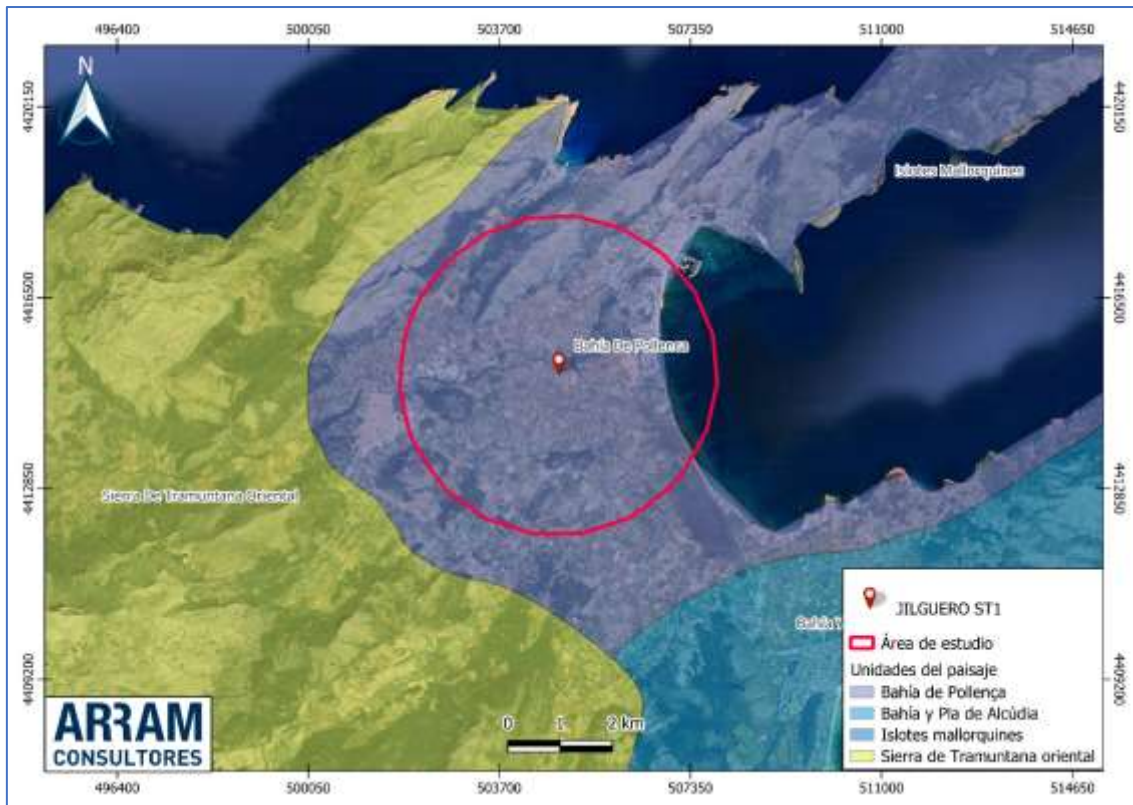 496400 500050 503700 507350 511000 514650
N
4420150 4420150
Islotes Mallorquines
4416500 4416500
Bahía De Pollença
4412850 4412850
Sierra De Tramuntana Oriental
JILGUERO ST1
Área de estudio
Unidades del paisaje
Bahía de Pollença
Bahía y Pla de Alcúdia
Islotes mallorquines
Sierra de Tramuntana oriental
Bahía
4409200 4409200
ARRAM
CONSULTORES
0 1 2 km
496400 500050 503700 507350 511000 514650